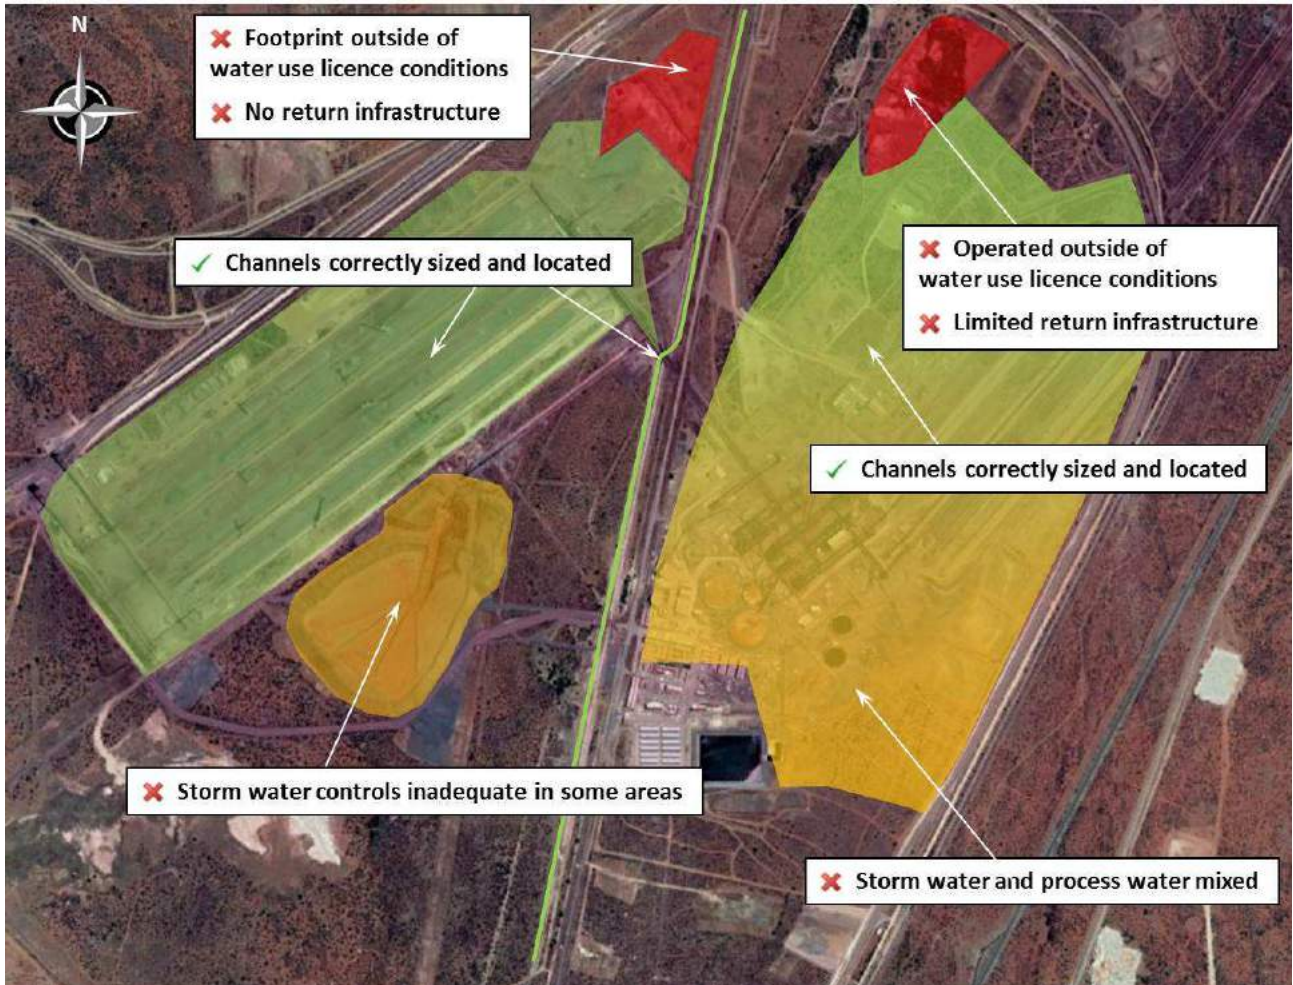 N
✗ Footprint outside of
water use licence conditions
✗ No return infrastructure
✓ Channels correctly sized and located
✗ Operated outside of
water use licence conditions
✗ Limited return infrastructure
✓ Channels correctly sized and located
✗ Storm water controls inadequate in some areas
✗ Storm water and process water mixed